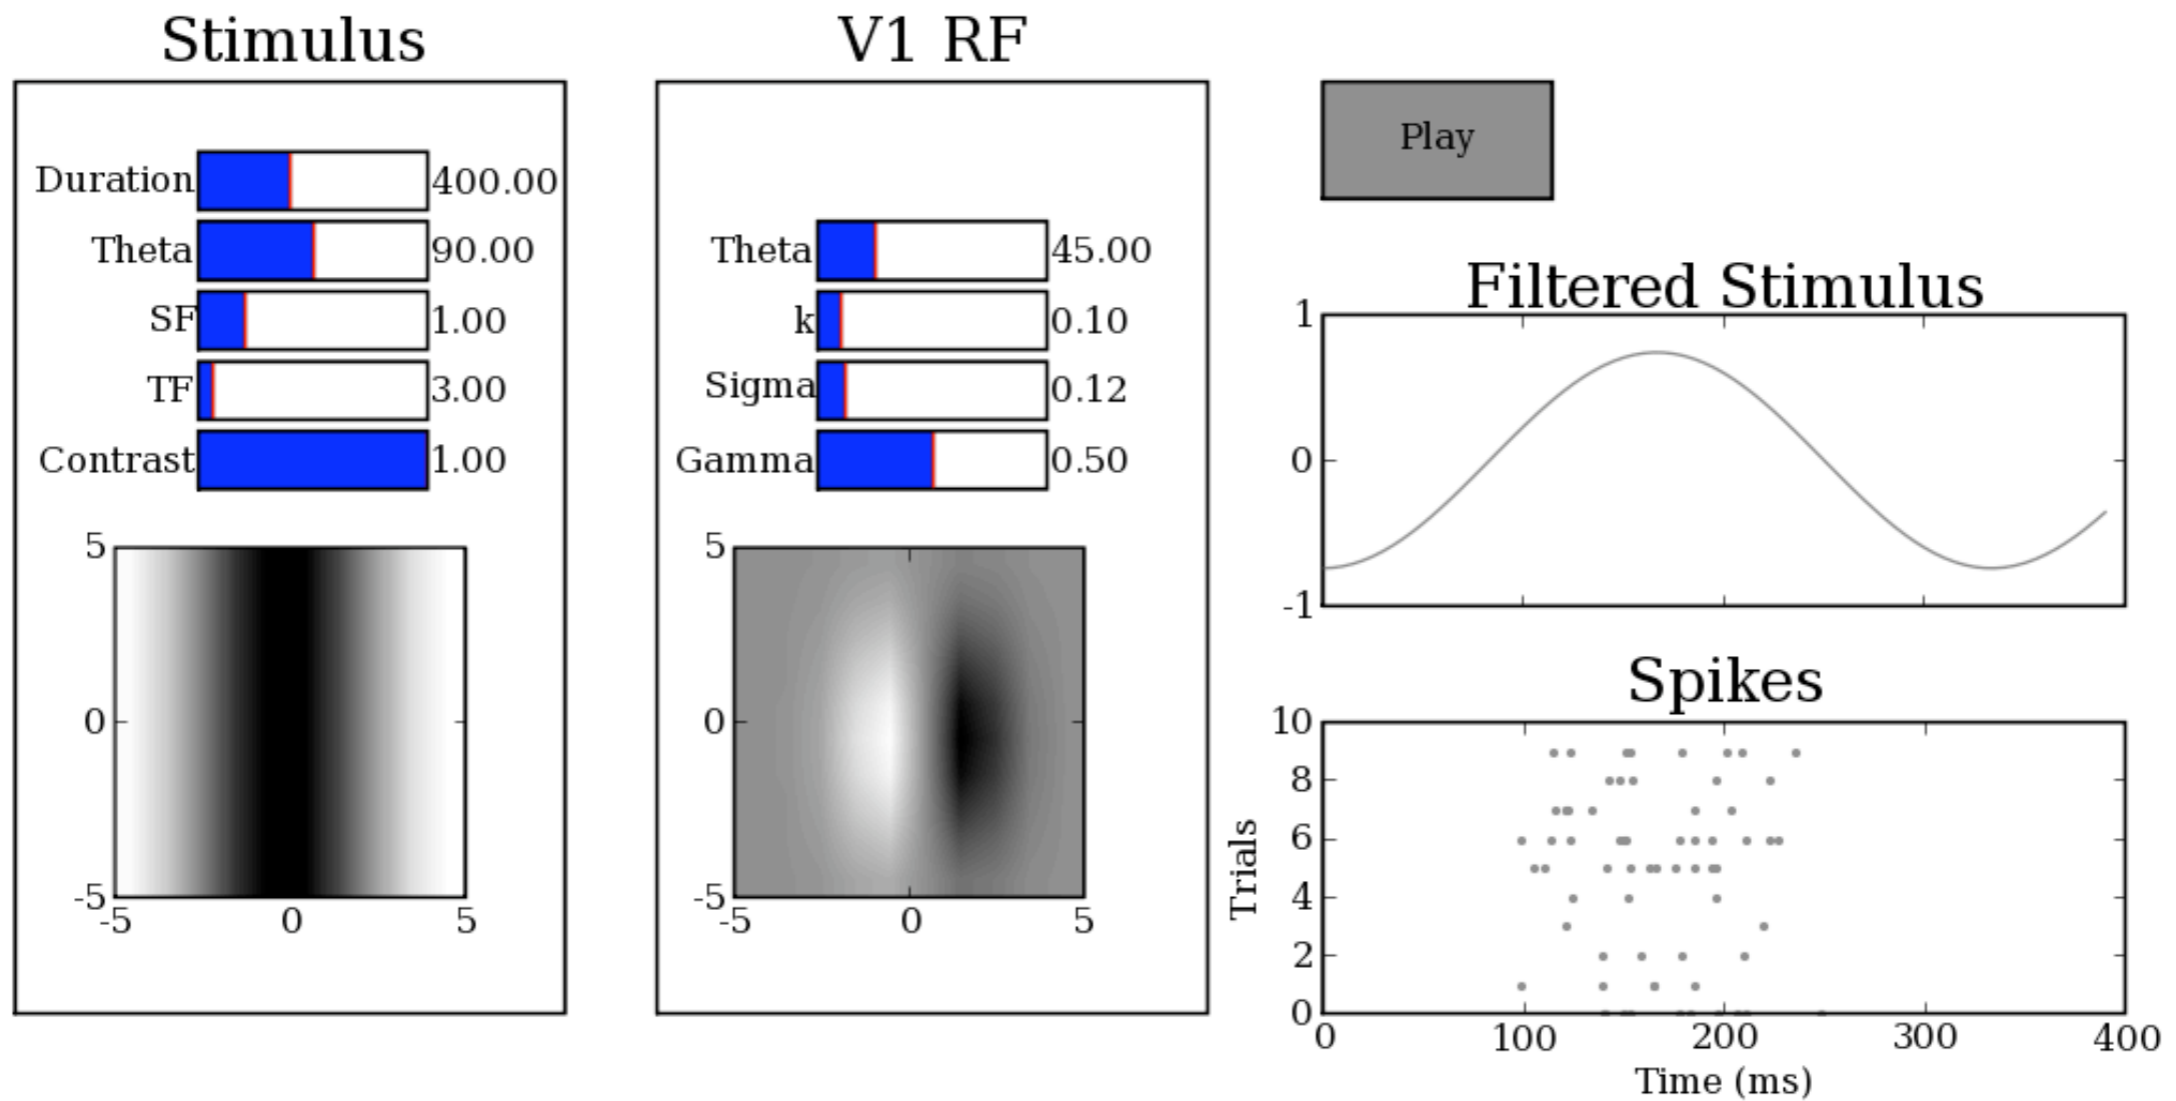 Stimulus
Duration 400.00
Theta 90.00
SF 1.00
TF 3.00
Contrast 1.00
5
0
-5
-5 0 5
V1 RF
Theta 45.00
k 0.10
Sigma 0.12
Gamma 0.50
5
0
-5
-5 0 5
Play
Filtered Stimulus
1
0
-1
Spikes
Trials
10
8
6
4
2
0
0 100 200 300 400
Time (ms)